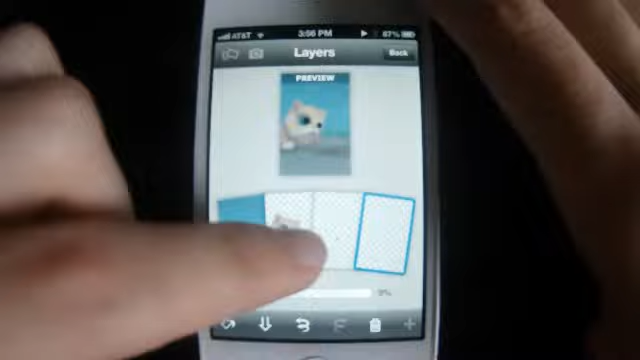 AT&T 3:56 PM 87%
Layers
Back
PREVIEW
0%